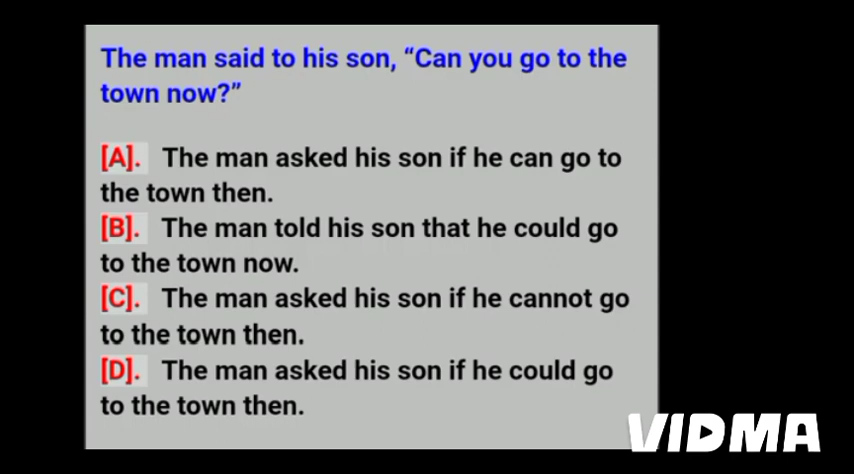 The man said to his son, “Can you go to the
town now?”
[A]. The man asked his son if he can go to
the town then.
[B]. The man told his son that he could go
to the town now.
[C]. The man asked his son if he cannot go
to the town then.
[D]. The man asked his son if he could go
to the town then.
VIDMA